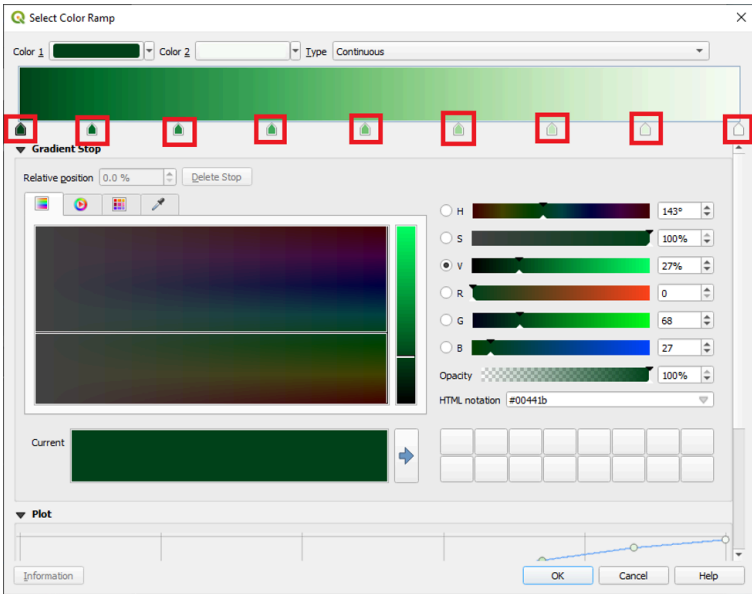 Select Color Ramp
Color 1 Color 2 Type Continuous
Gradient Stop
Relative position 0.0 % Delete Stop
H 143°
S 100%
V 27%
R 0
G 68
B 27
Opacity 100%
HTML notation #00441b
Current
Plot
Information OK Cancel Help